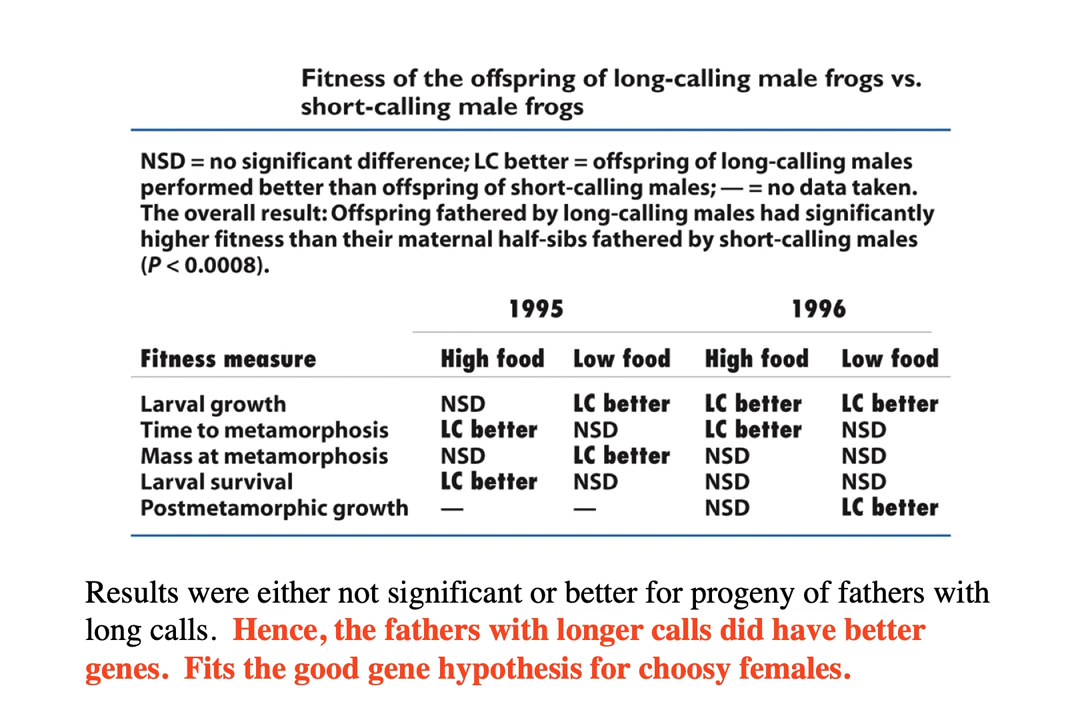 Fitness of the offspring of long-calling male frogs vs.
short-calling male frogs
NSD = no significant difference; LC better = offspring of long-calling males
performed better than offspring of short-calling males; — = no data taken.
The overall result: Offspring fathered by long-calling males had significantly
higher fitness than their maternal half-sibs fathered by short-calling males
(P < 0.0008).
1995 1996
Fitness measure High food Low food High food Low food
Larval growth NSD LC better LC better LC better
Time to metamorphosis LC better NSD LC better NSD
Mass at metamorphosis NSD LC better NSD NSD
Larval survival LC better NSD NSD NSD
Postmetamorphic growth — — NSD LC better
Results were either not significant or better for progeny of fathers with
long calls. Hence, the fathers with longer calls did have better
genes. Fits the good gene hypothesis for choosy females.